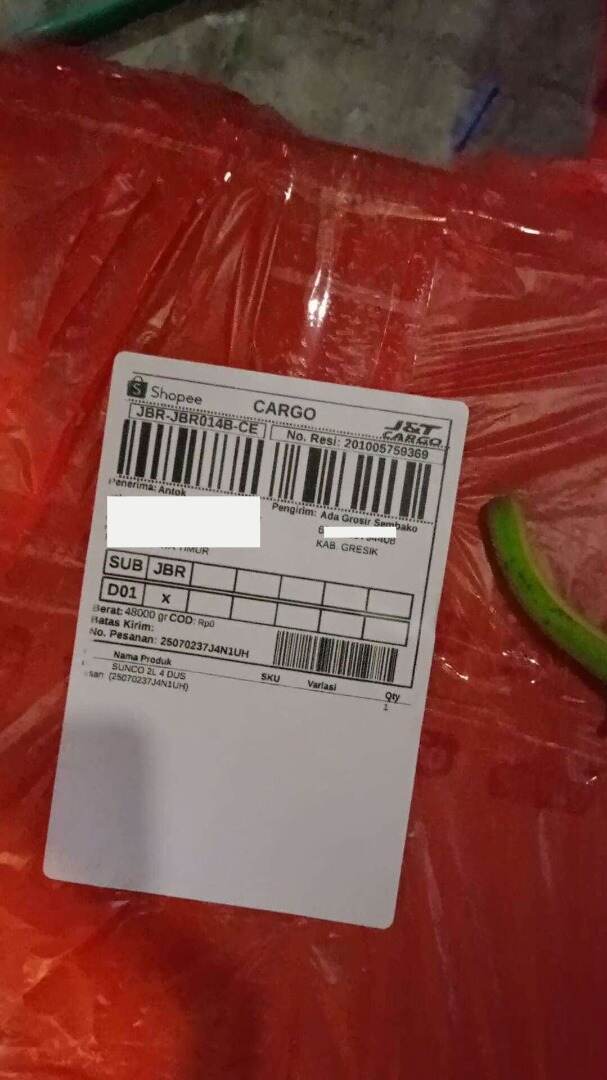 Shopee
CARGO
J&T CARGO
JBR-JBR014B-CE
No. Resi: 201005759369
Penerima: Antok
Pengirim: Ada Grosir Sembako
TIMUR
KAB. GRESIK
SUB JBR
D01 X
Berat: 48000 gr COD: Rp0
Batas Kirim:
No. Pesanan: 25070237J4N1UH
Nama Produk SKU Variasi Qty
SUNCO 2L 4 DUS 1
(25070237J4N1UH)